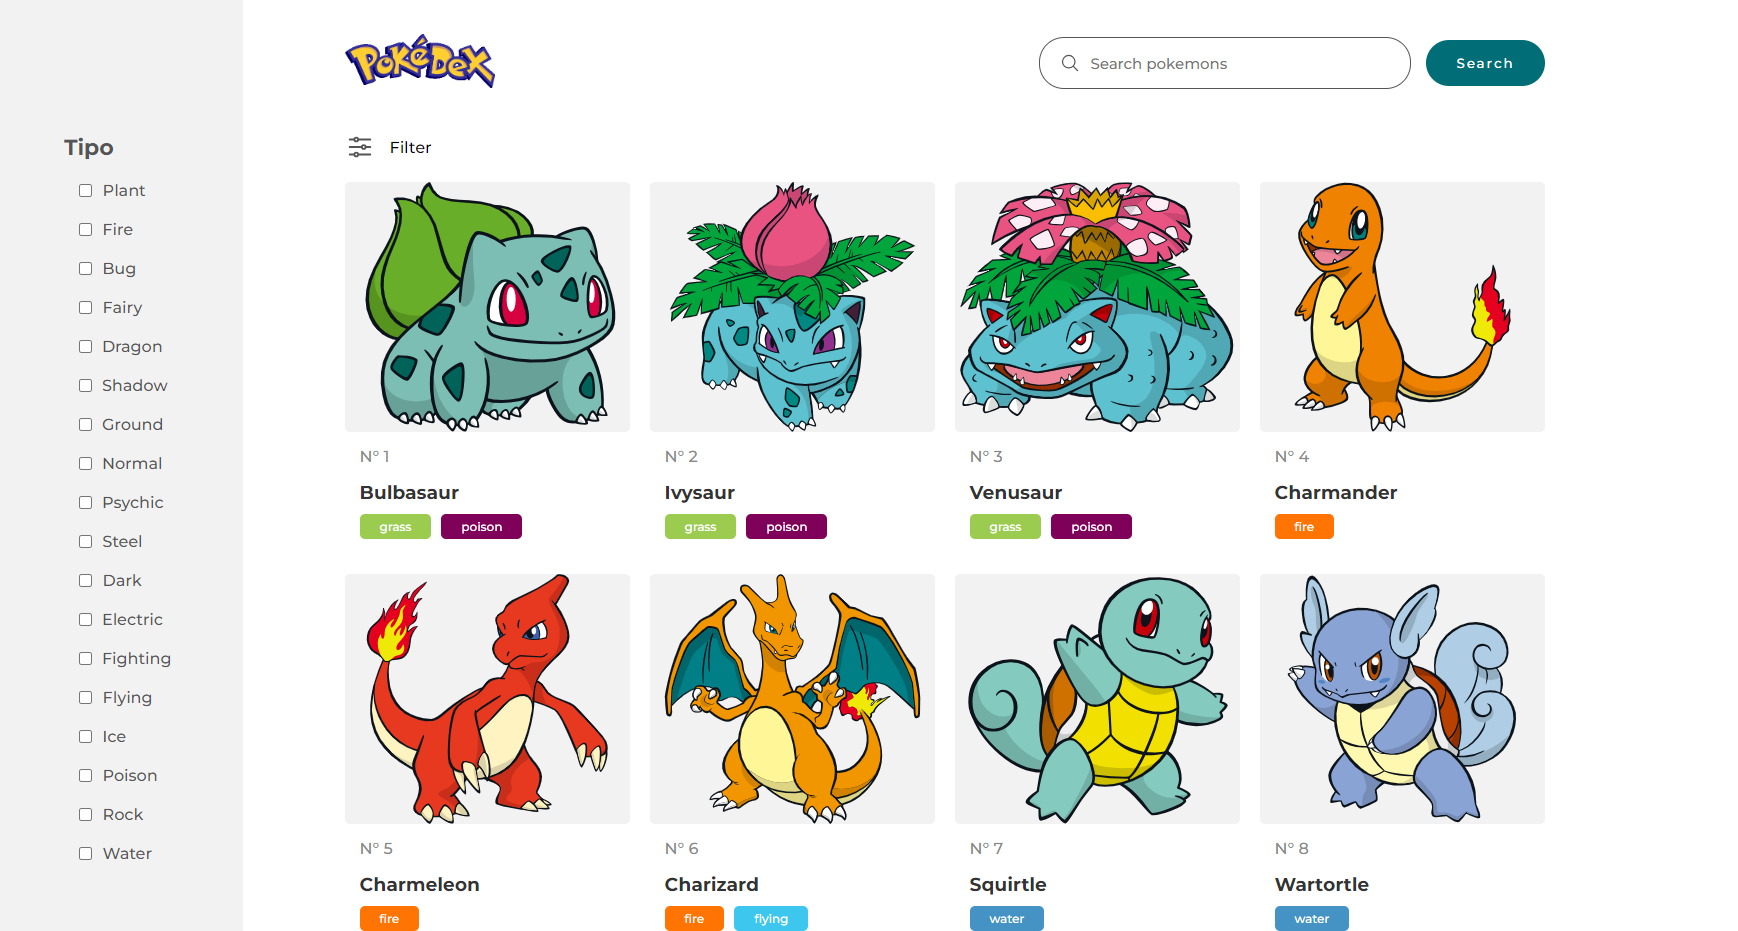 PoKéDeX
Search pokemons
Search
Tipo
Plant
Fire
Bug
Fairy
Dragon
Shadow
Ground
Normal
Psychic
Steel
Dark
Electric
Fighting
Flying
Ice
Poison
Rock
Water
Filter
N° 1
Bulbasaur
grass poison
N° 2
Ivysaur
grass poison
N° 3
Venusaur
grass poison
N° 4
Charmander
fire
N° 5
Charmeleon
fire
N° 6
Charizard
fire flying
N° 7
Squirtle
water
N° 8
Wartortle
water